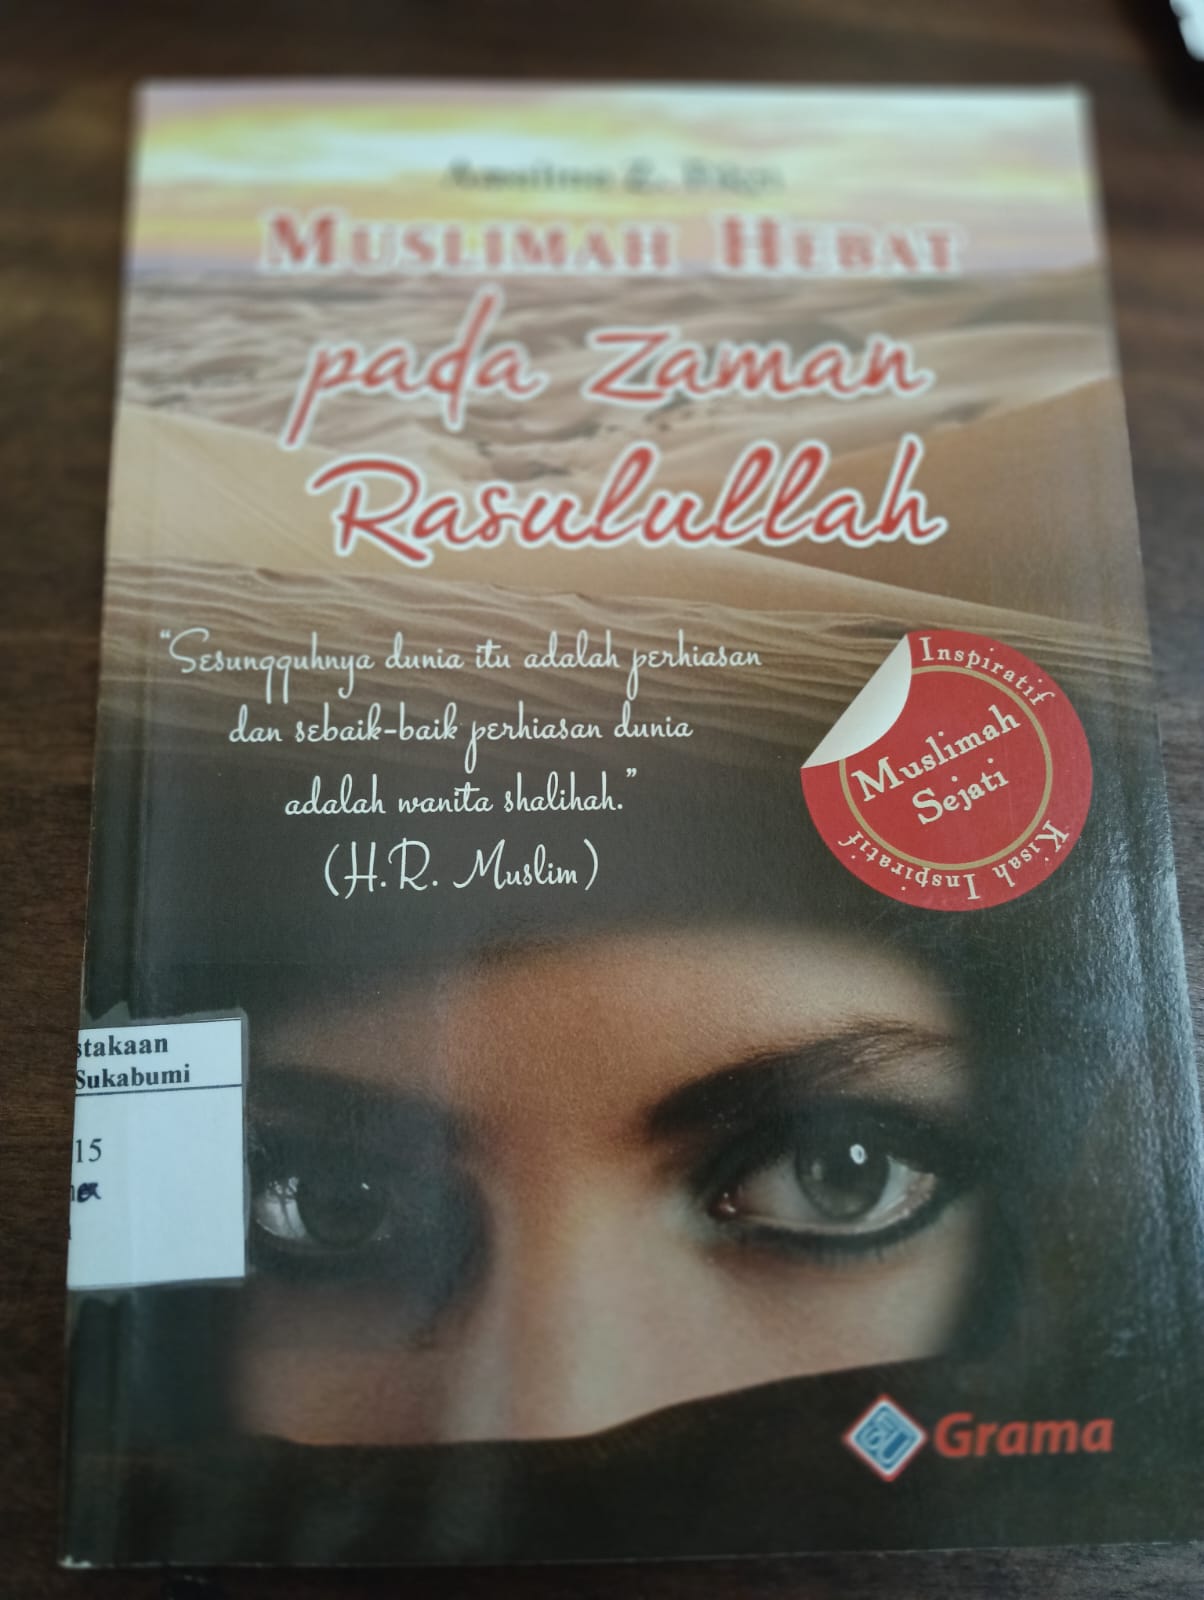 MUSLIMAH HEBAT
pada Zaman
Rasulullah
"Sesungguhnya dunia itu adalah perhiasan
dan sebaik-baik perhiasan dunia
adalah wanita shalihah."
(H.R. Muslim)
Inspiratif
Muslimah
Sejati
Kisah Inspiratif
stakaan
Sukabumi
15
Grama